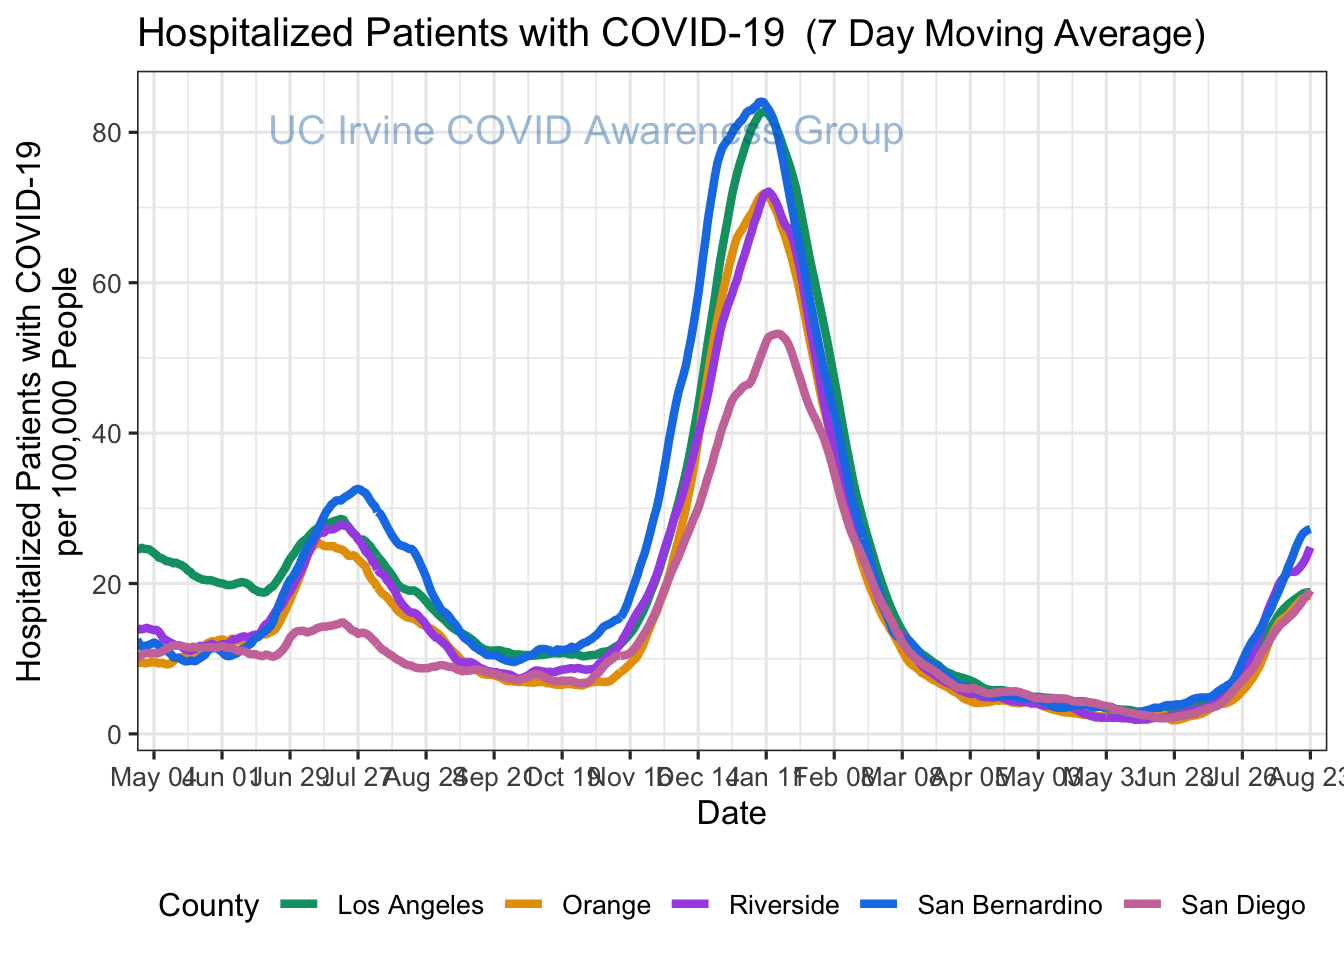 Hospitalized Patients with COVID-19 (7 Day Moving Average)
UC Irvine COVID Awareness Group
Hospitalized Patients with COVID-19
per 100,000 People
80
60
40
20
0
May 04 Jun 01 Jun 29 Jul 27 Aug 24 Sep 21 Oct 19 Nov 16 Dec 14 Jan 11 Feb 08 Mar 08 Apr 05 May 03 May 31 Jun 28 Jul 26 Aug 23
Date
County Los Angeles Orange Riverside San Bernardino San Diego